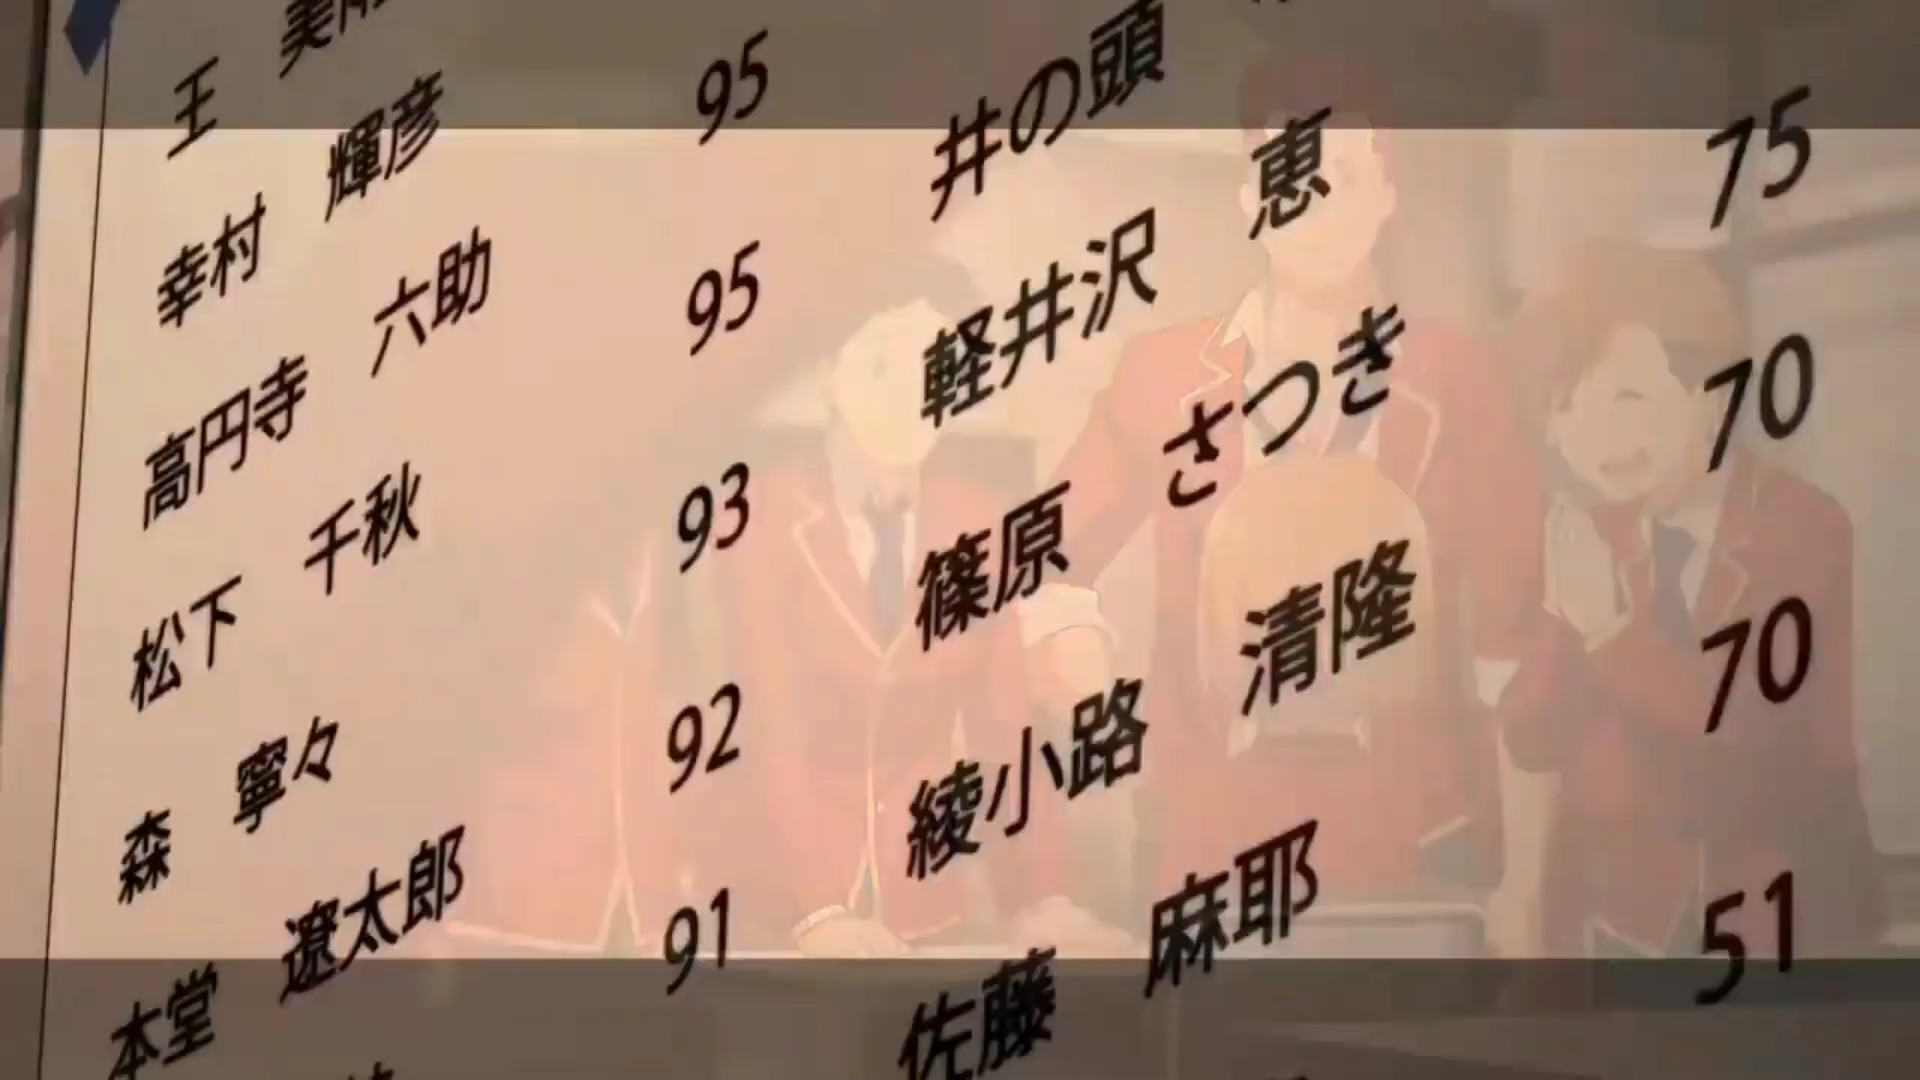 王 美
幸村 輝彦
高円寺 六助 95
松下 千秋 95
森 寧々 93
本堂 遼太郎 92
91
井の頭
軽井沢 恵
篠原 さつき 75
綾小路 清隆 70
佐藤 麻耶 70
51